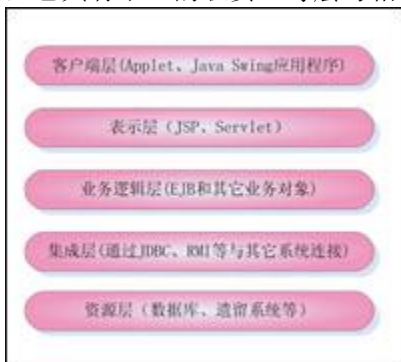 客户端层(Applet、Java Swing应用程序)
表示层（JSP、Servlet）
业务逻辑层(EJB和其它业务对象)
集成层(通过JDBC、RMI等与其它系统连接)
资源层（数据库、遗留系统等）